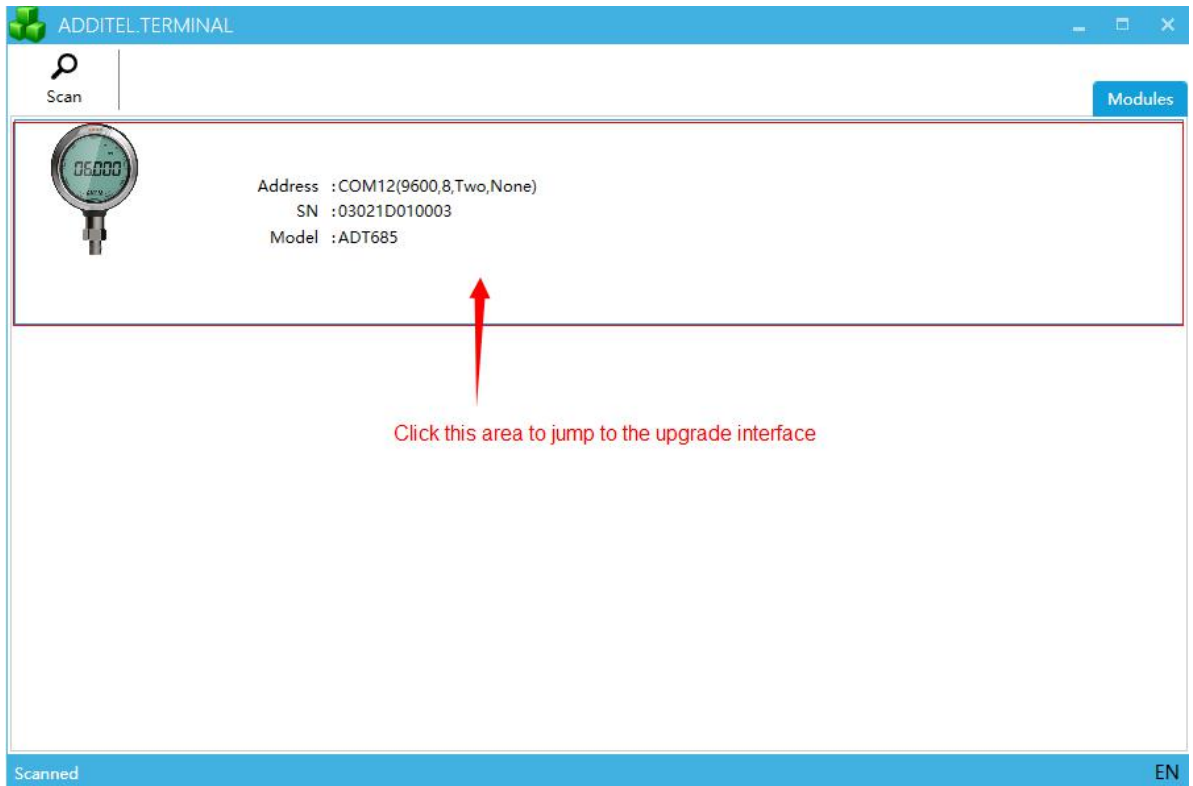 ADDITEL.TERMINAL
Scan
Modules
06.000
Address :COM12(9600,8,Two,None)
SN :03021D010003
Model :ADT685
Click this area to jump to the upgrade interface
Scanned
EN